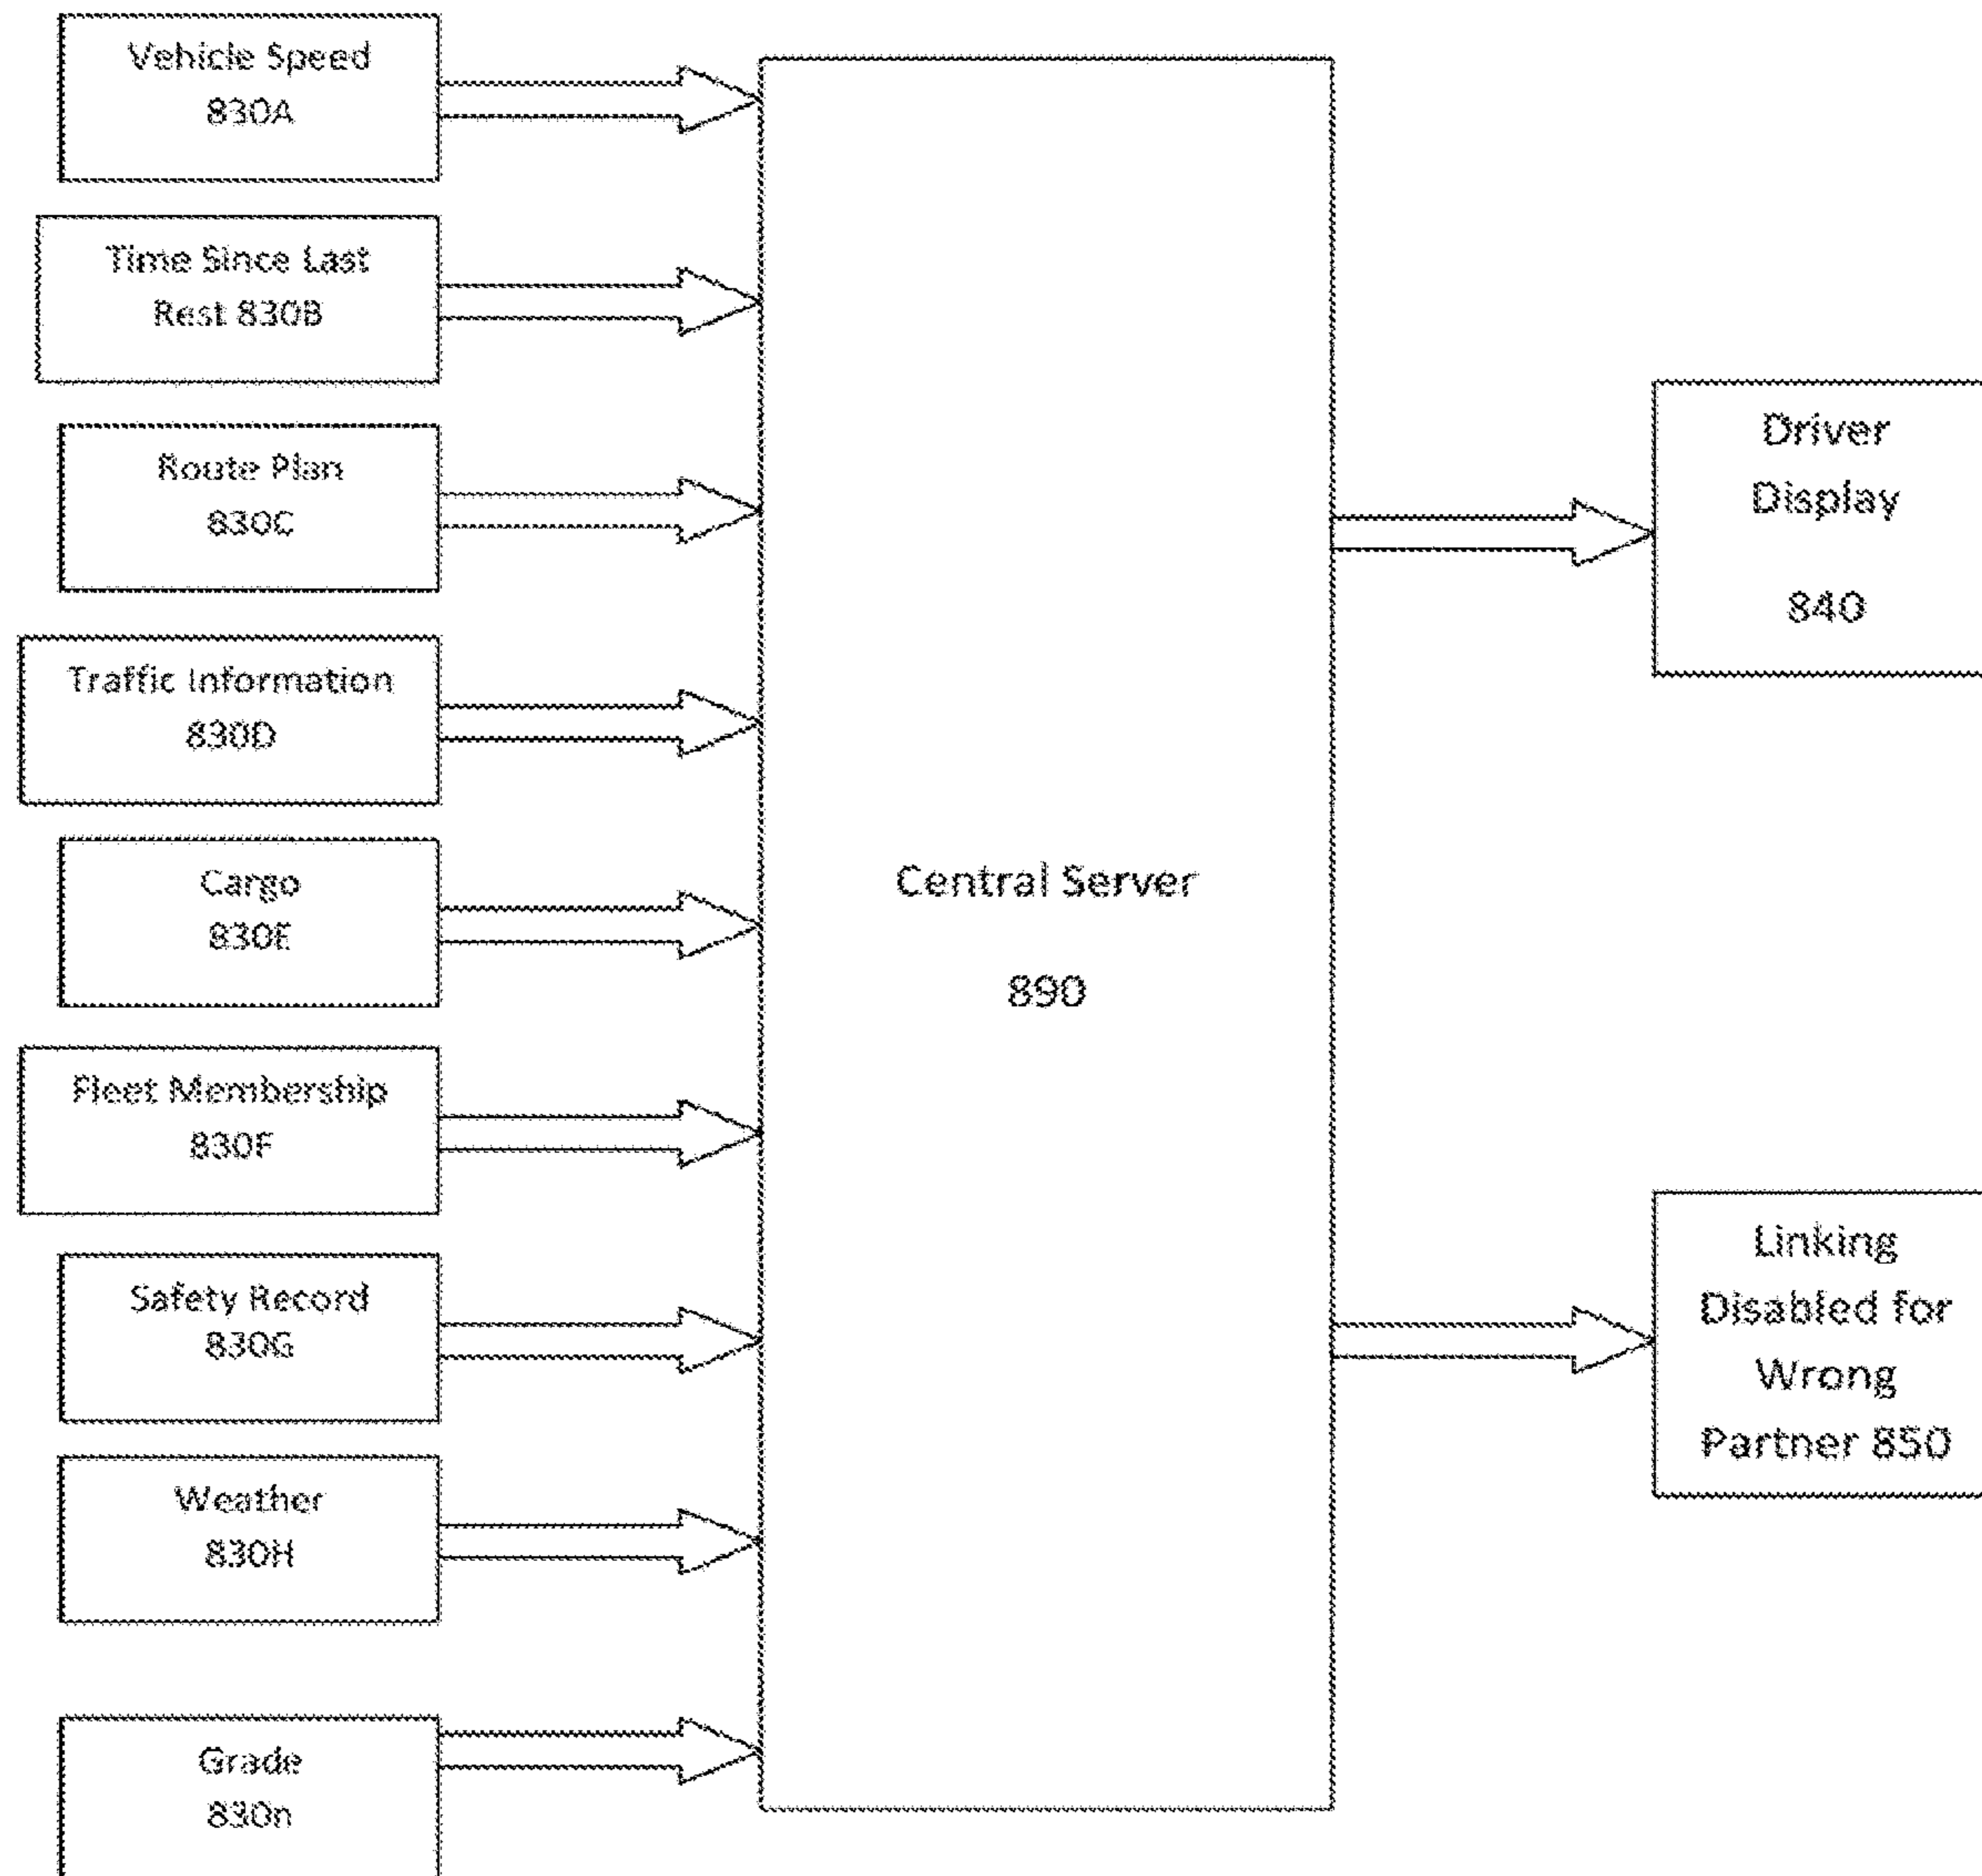 Vehicle Speed
830A
Time Since Last
Rest 830B
Route Plan
830C
Traffic Information
830D
Cargo
830E
Fleet Membership
830F
Safety Record
830G
Weather
830H
Grade
830n
Central Server
890
Driver
Display
840
Linking
Disabled for
Wrong
Partner 850